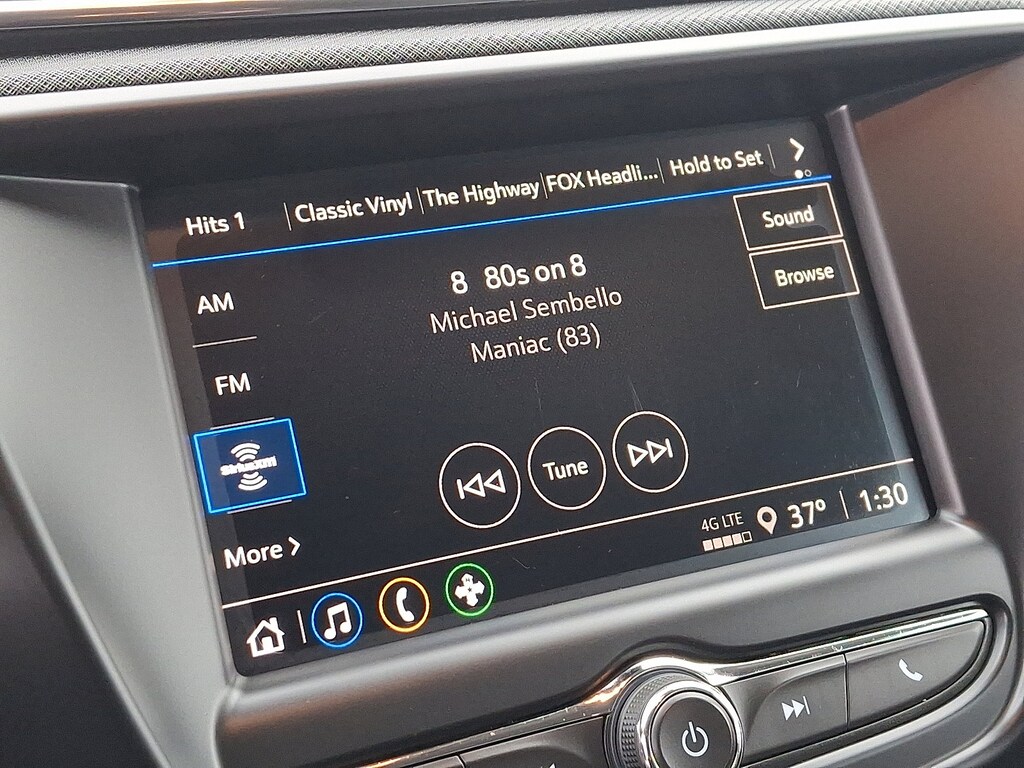 Hits 1
Classic Vinyl
The Highway
FOX Headli...
Hold to Set
Sound
Browse
AM
FM
SiriusXM
More
8 80s on 8
Michael Sembello
Maniac (83)
Tune
4G LTE
37°
1:30